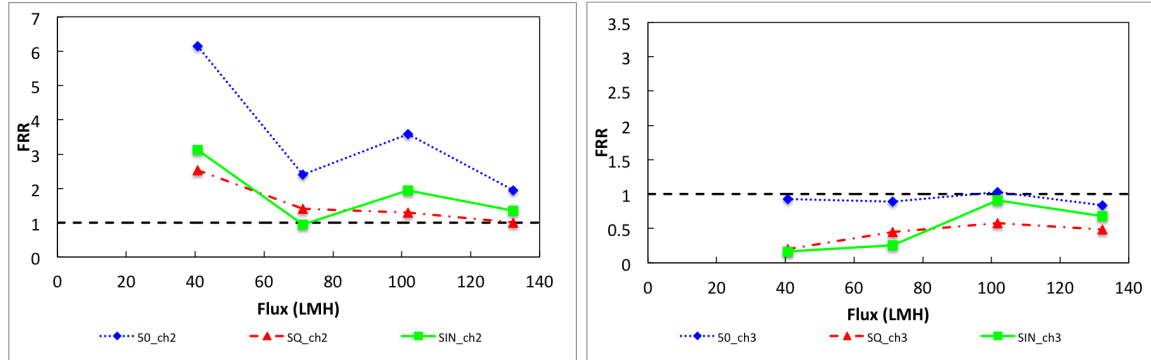 7
6
5
4
3
2
1
0
FRR
0 20 40 60 80 100 120 140
Flux (LMH)
50_ch2 SQ_ch2 SIN_ch2
3.5
3
2.5
2
1.5
1
0.5
0
FRR
0 20 40 60 80 100 120 140
Flux (LMH)
50_ch3 SQ_ch3 SIN_ch3